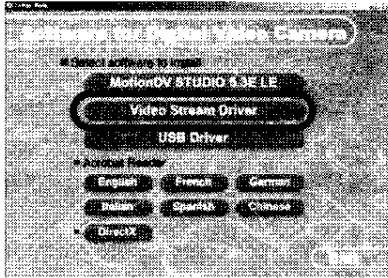 Software for Digital Video Camera
■ Select software to install
MotionDV STUDIO 5.3E LE
Video Stream Driver
USB Driver
■ Acrobat Reader
English French German
Italian Spanish Chinese
■ DirectX